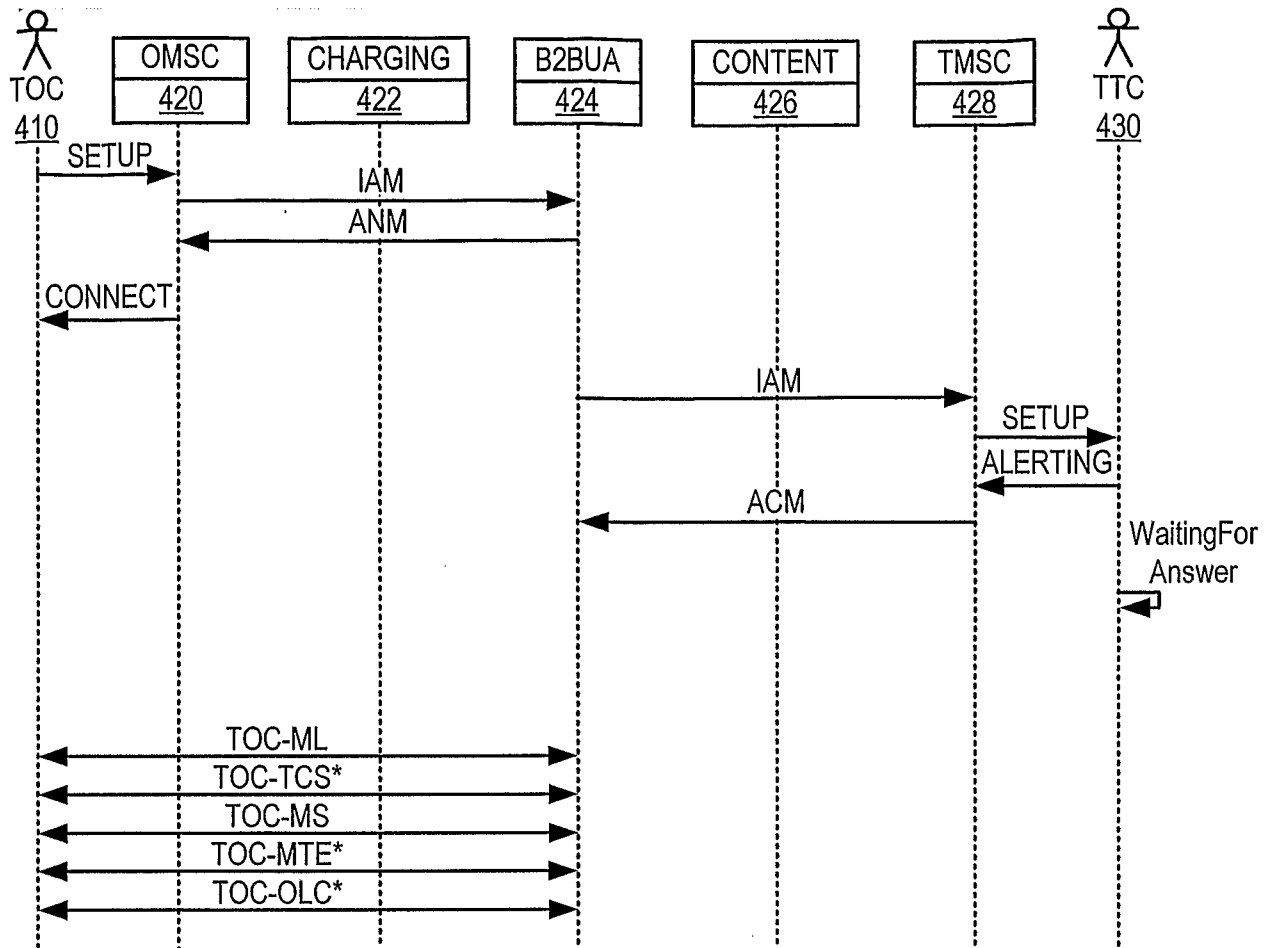 OMSC
420
CHARGING
422
B2BUA
424
CONTENT
426
TMSC
428
TOC
410
TTC
430
SETUP
IAM
ANM
CONNECT
IAM
SETUP
ALERTING
ACM
WaitingFor
Answer
TOC-ML
TOC-TCS*
TOC-MS
TOC-MTE*
TOC-OLC*